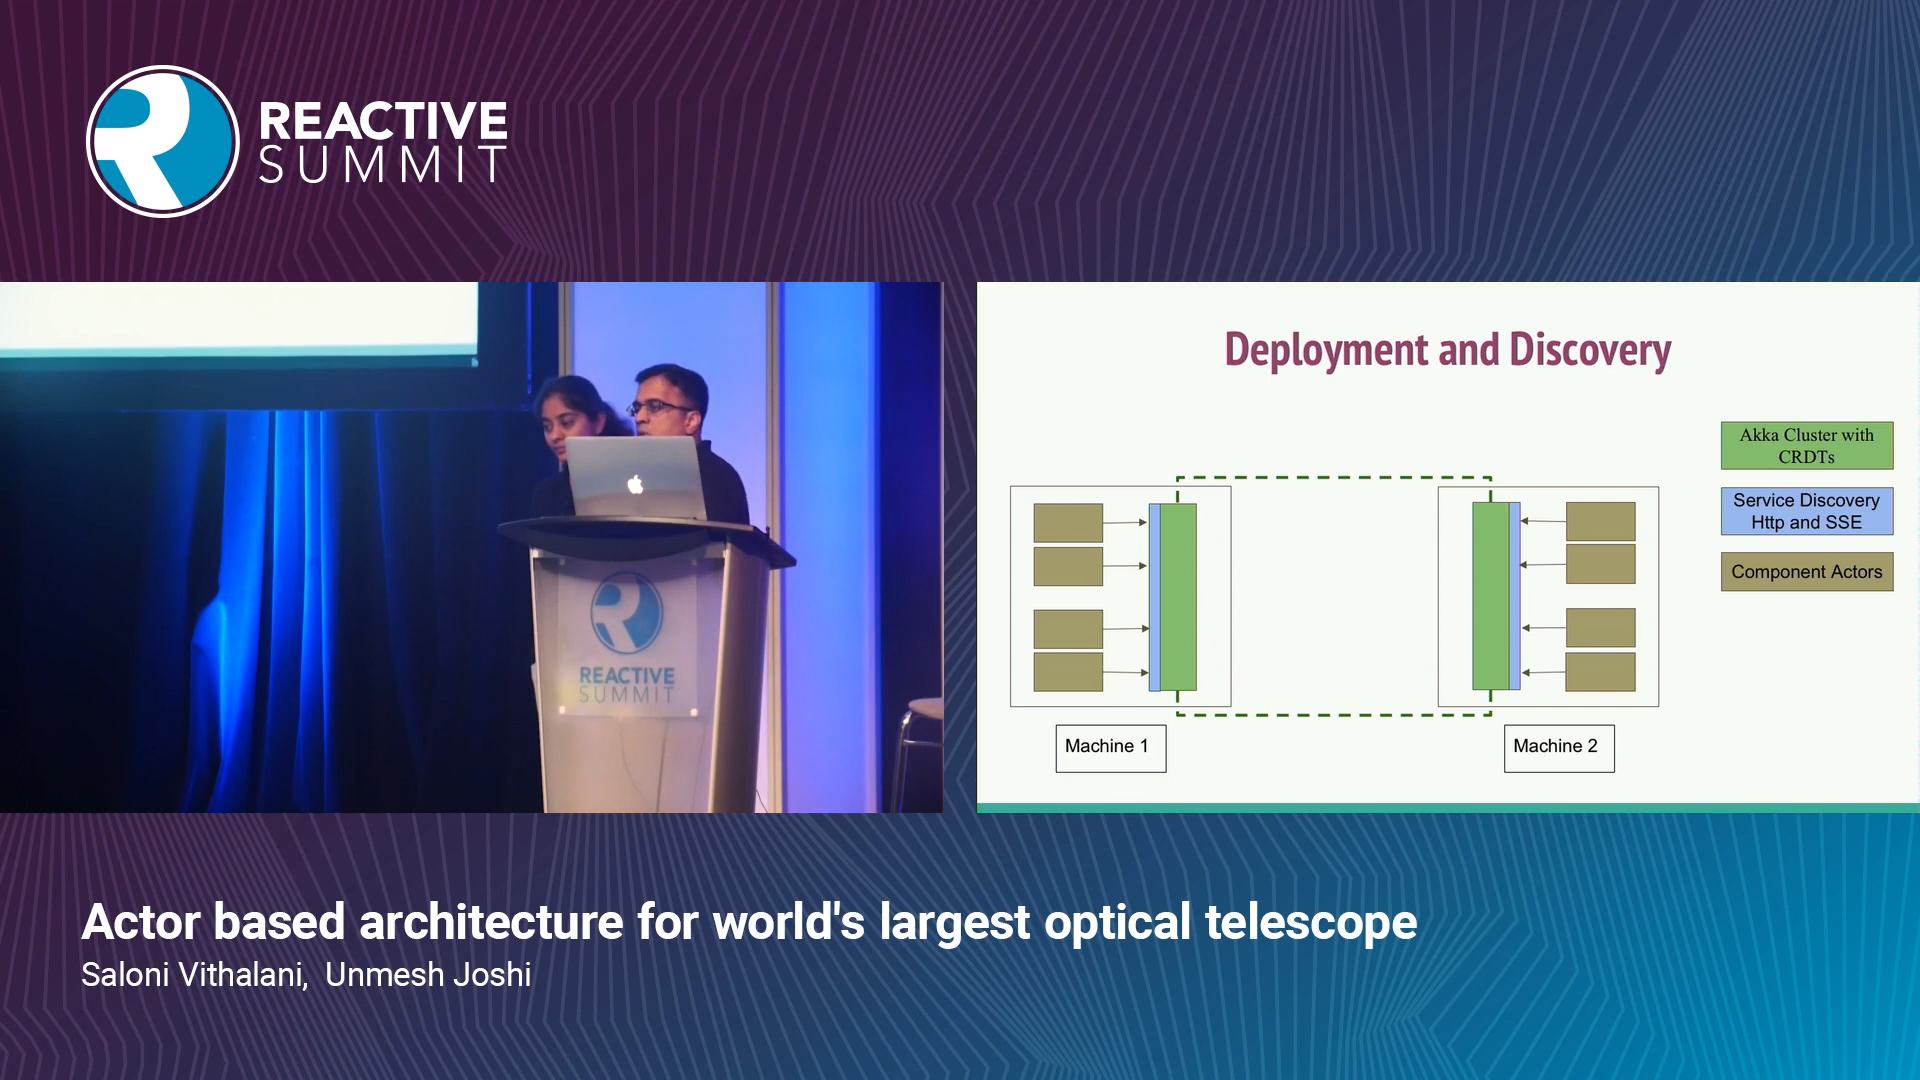 REACTIVE
SUMMIT
REACTIVE
SUMMIT
Deployment and Discovery
Akka Cluster with
CRDTs
Service Discovery
Http and SSE
Component Actors
Machine 1
Machine 2
Actor based architecture for world's largest optical telescope
Saloni Vithalani, Unmesh Joshi